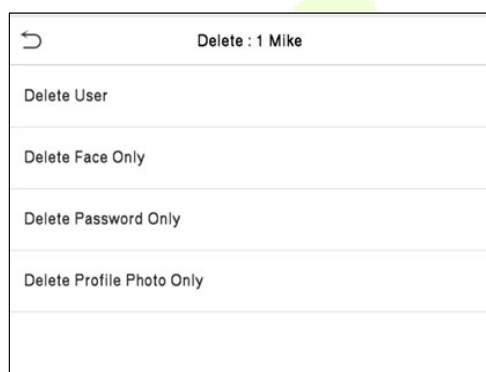 Delete : 1 Mike
Delete User
Delete Face Only
Delete Password Only
Delete Profile Photo Only